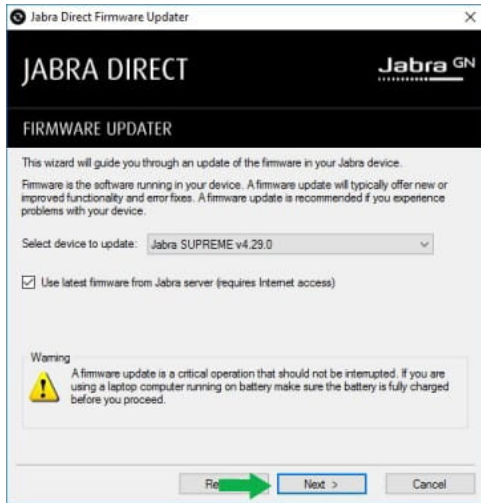 Jabra Direct Firmware Updater
JABRA DIRECT
Jabra GN
FIRMWARE UPDATER
This wizard will guide you through an update of the firmware in your Jabra device.
Firmware is the software running in your device. A firmware update will typically offer new or
improved functionality and error fixes. A firmware update is recommended if you experience
problems with your device.
Select device to update: Jabra SUPREME v4.29.0
Use latest firmware from Jabra server (requires Internet access)
Warning
A firmware update is a critical operation that should not be interrupted. If you are
using a laptop computer running on battery make sure the battery is fully charged
before you proceed.
Next > Cancel